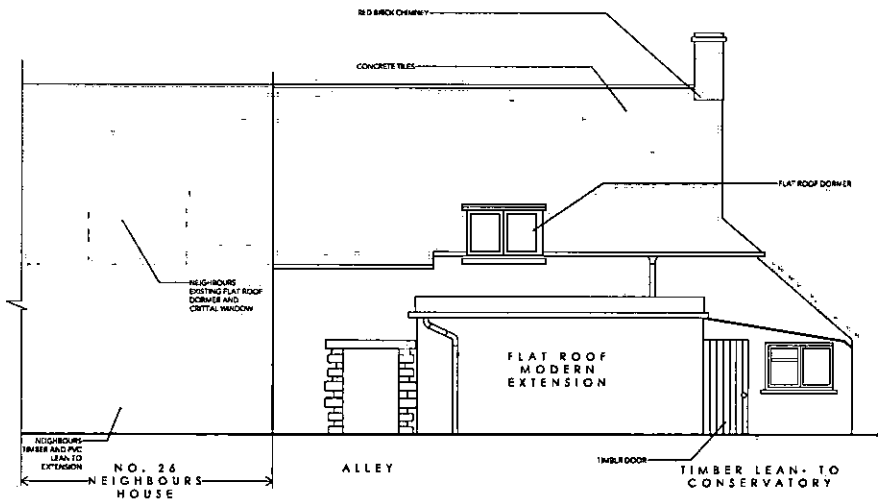 RED BRICK CHIMNEY
CONCRETE TILES
FLAT ROOF DORMER
NEIGHBOURS
EXISTING FLAT ROOF
DORMER AND
CRITTAL WINDOW
FLAT ROOF
MODERN
EXTENSION
NEIGHBOURS
TIMBER AND PVC
LEAN TO
EXTENSION
NO. 26
NEIGHBOURS
HOUSE
ALLEY
TIMBER DOOR
TIMBER LEAN- TO
CONSERVATORY